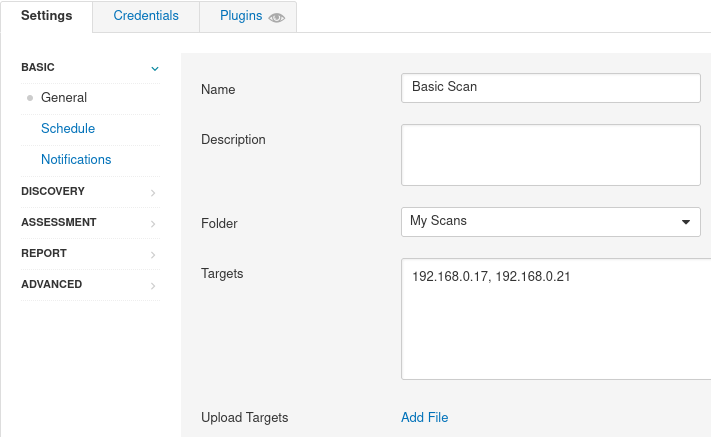 Settings Credentials Plugins
BASIC
General
Schedule
Notifications
DISCOVERY
ASSESSMENT
REPORT
ADVANCED
Name Basic Scan
Description
Folder My Scans
Targets 192.168.0.17, 192.168.0.21
Upload Targets Add File